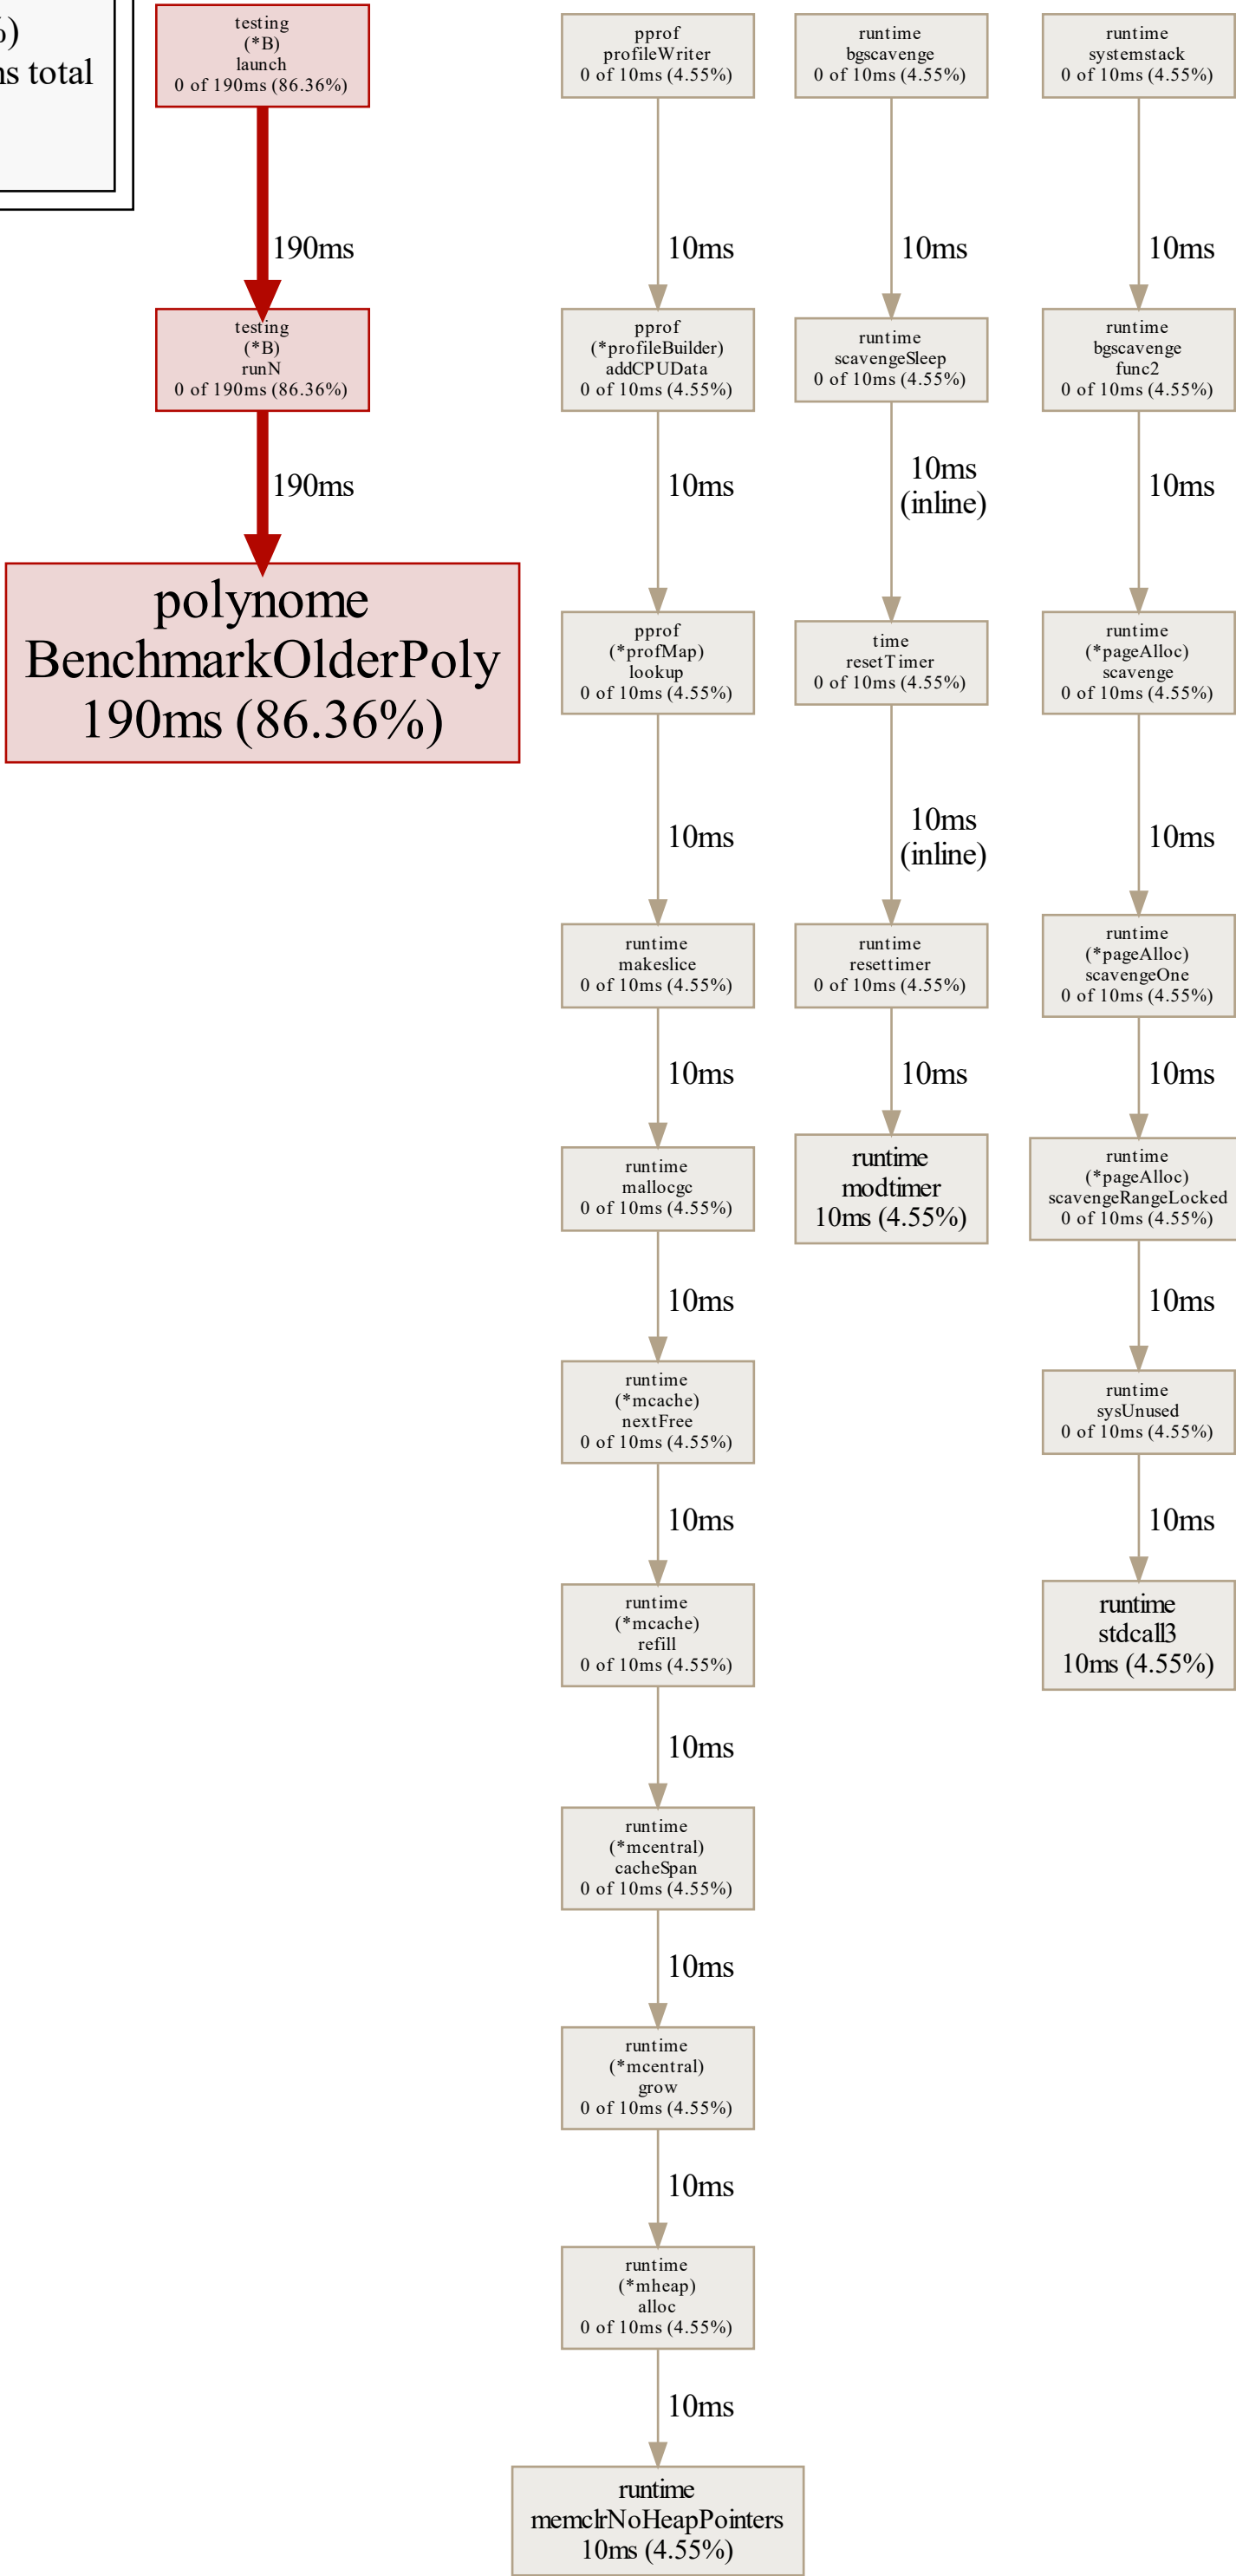 %)
ms total
testing
(*B)
launch
0 of 190ms (86.36%)
190ms
testing
(*B)
runN
0 of 190ms (86.36%)
190ms
polynome
BenchmarkOlderPoly
190ms (86.36%)
pprof
profileWriter
0 of 10ms (4.55%)
10ms
pprof
(*profileBuilder)
addCPUData
0 of 10ms (4.55%)
10ms
pprof
(*profMap)
lookup
0 of 10ms (4.55%)
10ms
runtime
makeslice
0 of 10ms (4.55%)
10ms
runtime
mallocgc
0 of 10ms (4.55%)
10ms
runtime
(*mcache)
nextFree
0 of 10ms (4.55%)
10ms
runtime
(*mcache)
refill
0 of 10ms (4.55%)
10ms
runtime
(*mcentral)
cacheSpan
0 of 10ms (4.55%)
10ms
runtime
(*mcentral)
grow
0 of 10ms (4.55%)
10ms
runtime
(*mheap)
alloc
0 of 10ms (4.55%)
10ms
runtime
memclrNoHeapPointers
10ms (4.55%)
runtime
bgscavenge
0 of 10ms (4.55%)
10ms
runtime
scavengeSleep
0 of 10ms (4.55%)
10ms
(inline)
time
resetTimer
0 of 10ms (4.55%)
10ms
(inline)
runtime
resettimer
0 of 10ms (4.55%)
10ms
runtime
modtimer
10ms (4.55%)
runtime
systemstack
0 of 10ms (4.55%)
10ms
runtime
bgscavenge
func2
0 of 10ms (4.55%)
10ms
runtime
(*pageAlloc)
scavenge
0 of 10ms (4.55%)
10ms
runtime
(*pageAlloc)
scavengeOne
0 of 10ms (4.55%)
10ms
runtime
(*pageAlloc)
scavengeRangeLocked
0 of 10ms (4.55%)
10ms
runtime
sysUnused
0 of 10ms (4.55%)
10ms
runtime
stdcall3
10ms (4.55%)